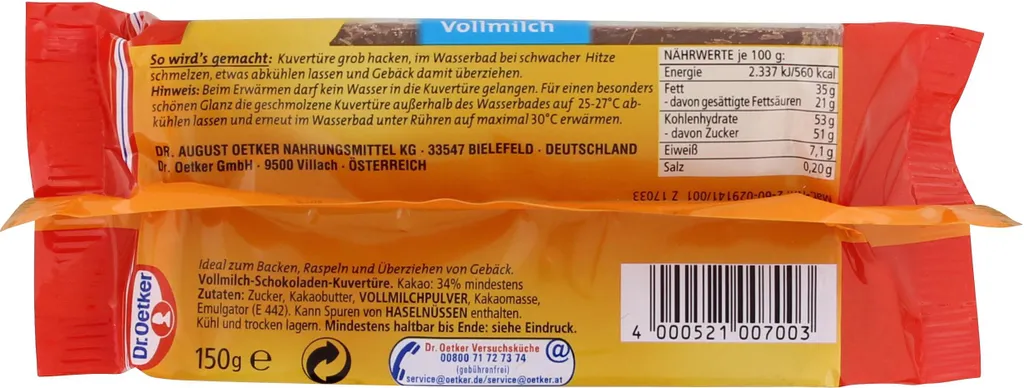 Vollmilch
So wird's gemacht: Kuvertüre grob hacken, im Wasserbad bei schwacher Hitze
schmelzen, etwas abkühlen lassen und Gebäck damit überziehen.
Hinweis: Beim Erwärmen darf kein Wasser in die Kuvertüre gelangen. Für einen besonders
schönen Glanz die geschmolzene Kuvertüre außerhalb des Wasserbades auf 25-27°C ab-
kühlen lassen und erneut im Wasserbad unter Rühren auf maximal 30°C erwärmen.
DR. AUGUST OETKER NAHRUNGSMITTEL KG · 33547 BIELEFELD · DEUTSCHLAND
Dr. Oetker GmbH · 9500 Villach · ÖSTERREICH
NÄHRWERTE je 100 g:
Energie 2.337 kJ/560 kcal
Fett 35 g
- davon gesättigte Fettsäuren 21 g
Kohlenhydrate 53 g
- davon Zucker 51 g
Eiweiß 7,1 g
Salz 0,20 g
029141/001 Z 17033
Ideal zum Backen, Raspeln und Überziehen von Gebäck.
Vollmilch-Schokoladen-Kuvertüre. Kakao: 34% mindestens
Zutaten: Zucker, Kakaobutter, VOLLMILCHPULVER, Kakaomasse,
Emulgator (E 442). Kann Spuren von HASELNÜSSEN enthalten.
Kühl und trocken lagern. Mindestens haltbar bis Ende: siehe Eindruck.
Dr. Oetker
150g e
Dr. Oetker Versuchsküche
00800 71 72 73 74
(gebührenfrei)
service@oetker.de/service@oetker.at
@
4 000521 007003